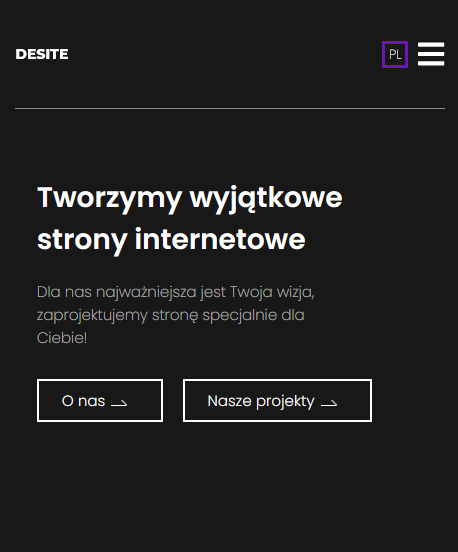 DESITE
PL
Tworzymy wyjątkowe
strony internetowe
Dla nas najważniejsza jest Twoja wizja,
zaprojektujemy stronę specjalnie dla
Ciebie!
O nas
Nasze projekty